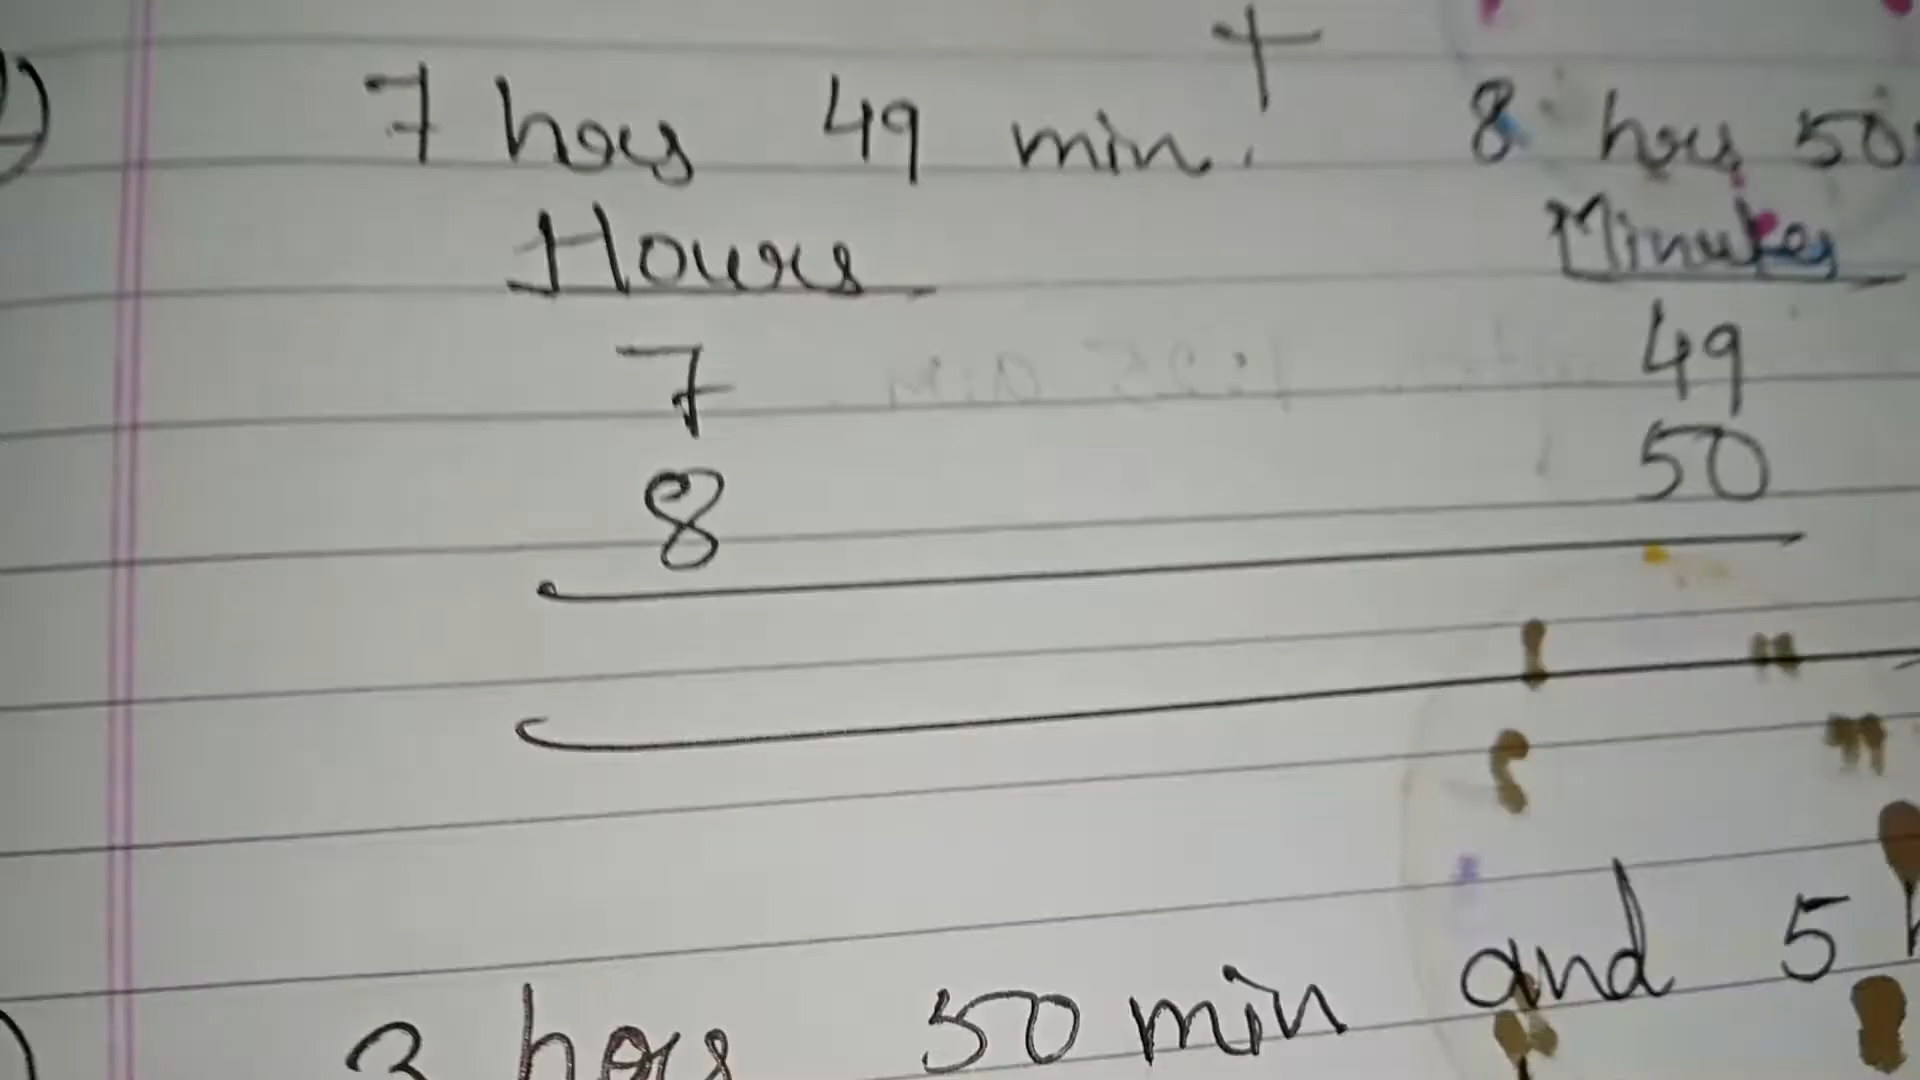 7 hrs 49 min. + 8 hrs 50
Hours Minutes
7 49
8 50
3 hrs 50 min and 5 h